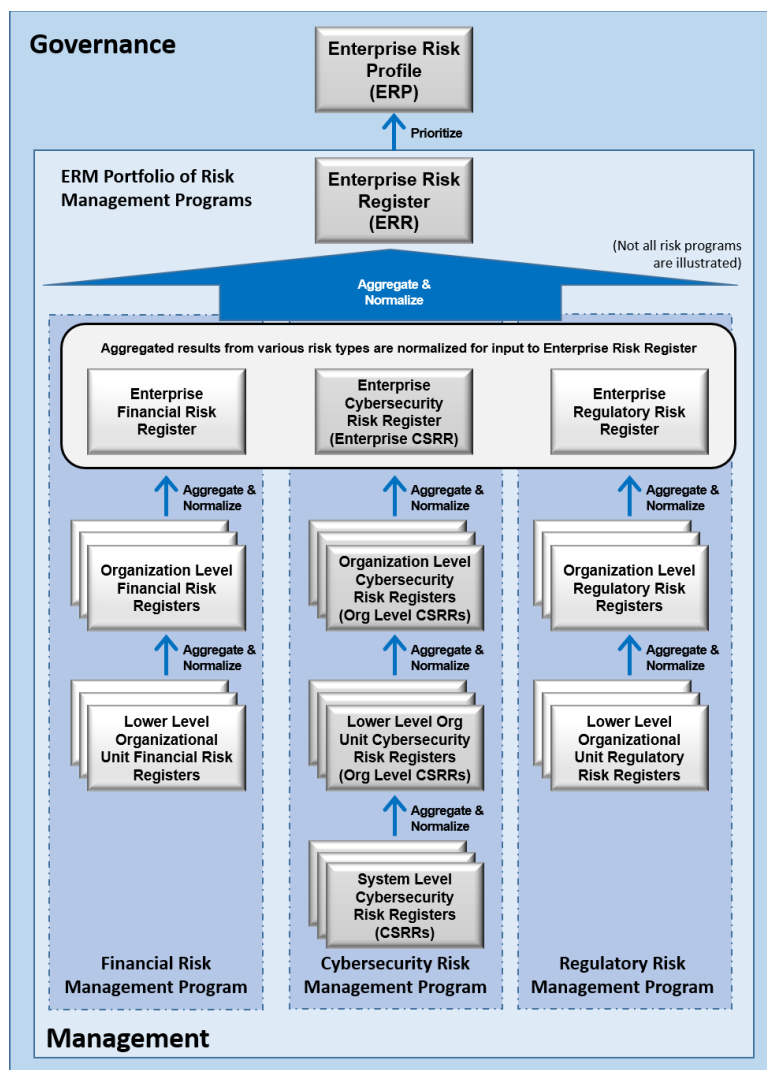 Governance
Enterprise Risk
Profile
(ERP)
Prioritize
ERM Portfolio of Risk
Management Programs
Enterprise Risk
Register
(ERR)
(Not all risk programs
are illustrated)
Aggregate &
Normalize
Aggregated results from various risk types are normalized for input to Enterprise Risk Register
Enterprise
Financial Risk
Register
Enterprise
Cybersecurity
Risk Register
(Enterprise CSRR)
Enterprise
Regulatory Risk
Register
Aggregate &
Normalize
Aggregate &
Normalize
Aggregate &
Normalize
Organization Level
Financial Risk
Registers
Organization Level
Cybersecurity
Risk Registers
(Org Level CSRRs)
Organization Level
Regulatory Risk
Registers
Aggregate &
Normalize
Aggregate &
Normalize
Aggregate &
Normalize
Lower Level
Organizational
Unit Financial Risk
Registers
Lower Level Org
Unit Cybersecurity
Risk Registers
(Org Level CSRRs)
Lower Level
Organizational
Unit Regulatory
Risk Registers
Aggregate &
Normalize
System Level
Cybersecurity
Risk Registers
(CSRRs)
Financial Risk
Management Program
Cybersecurity Risk
Management Program
Regulatory Risk
Management Program
Management